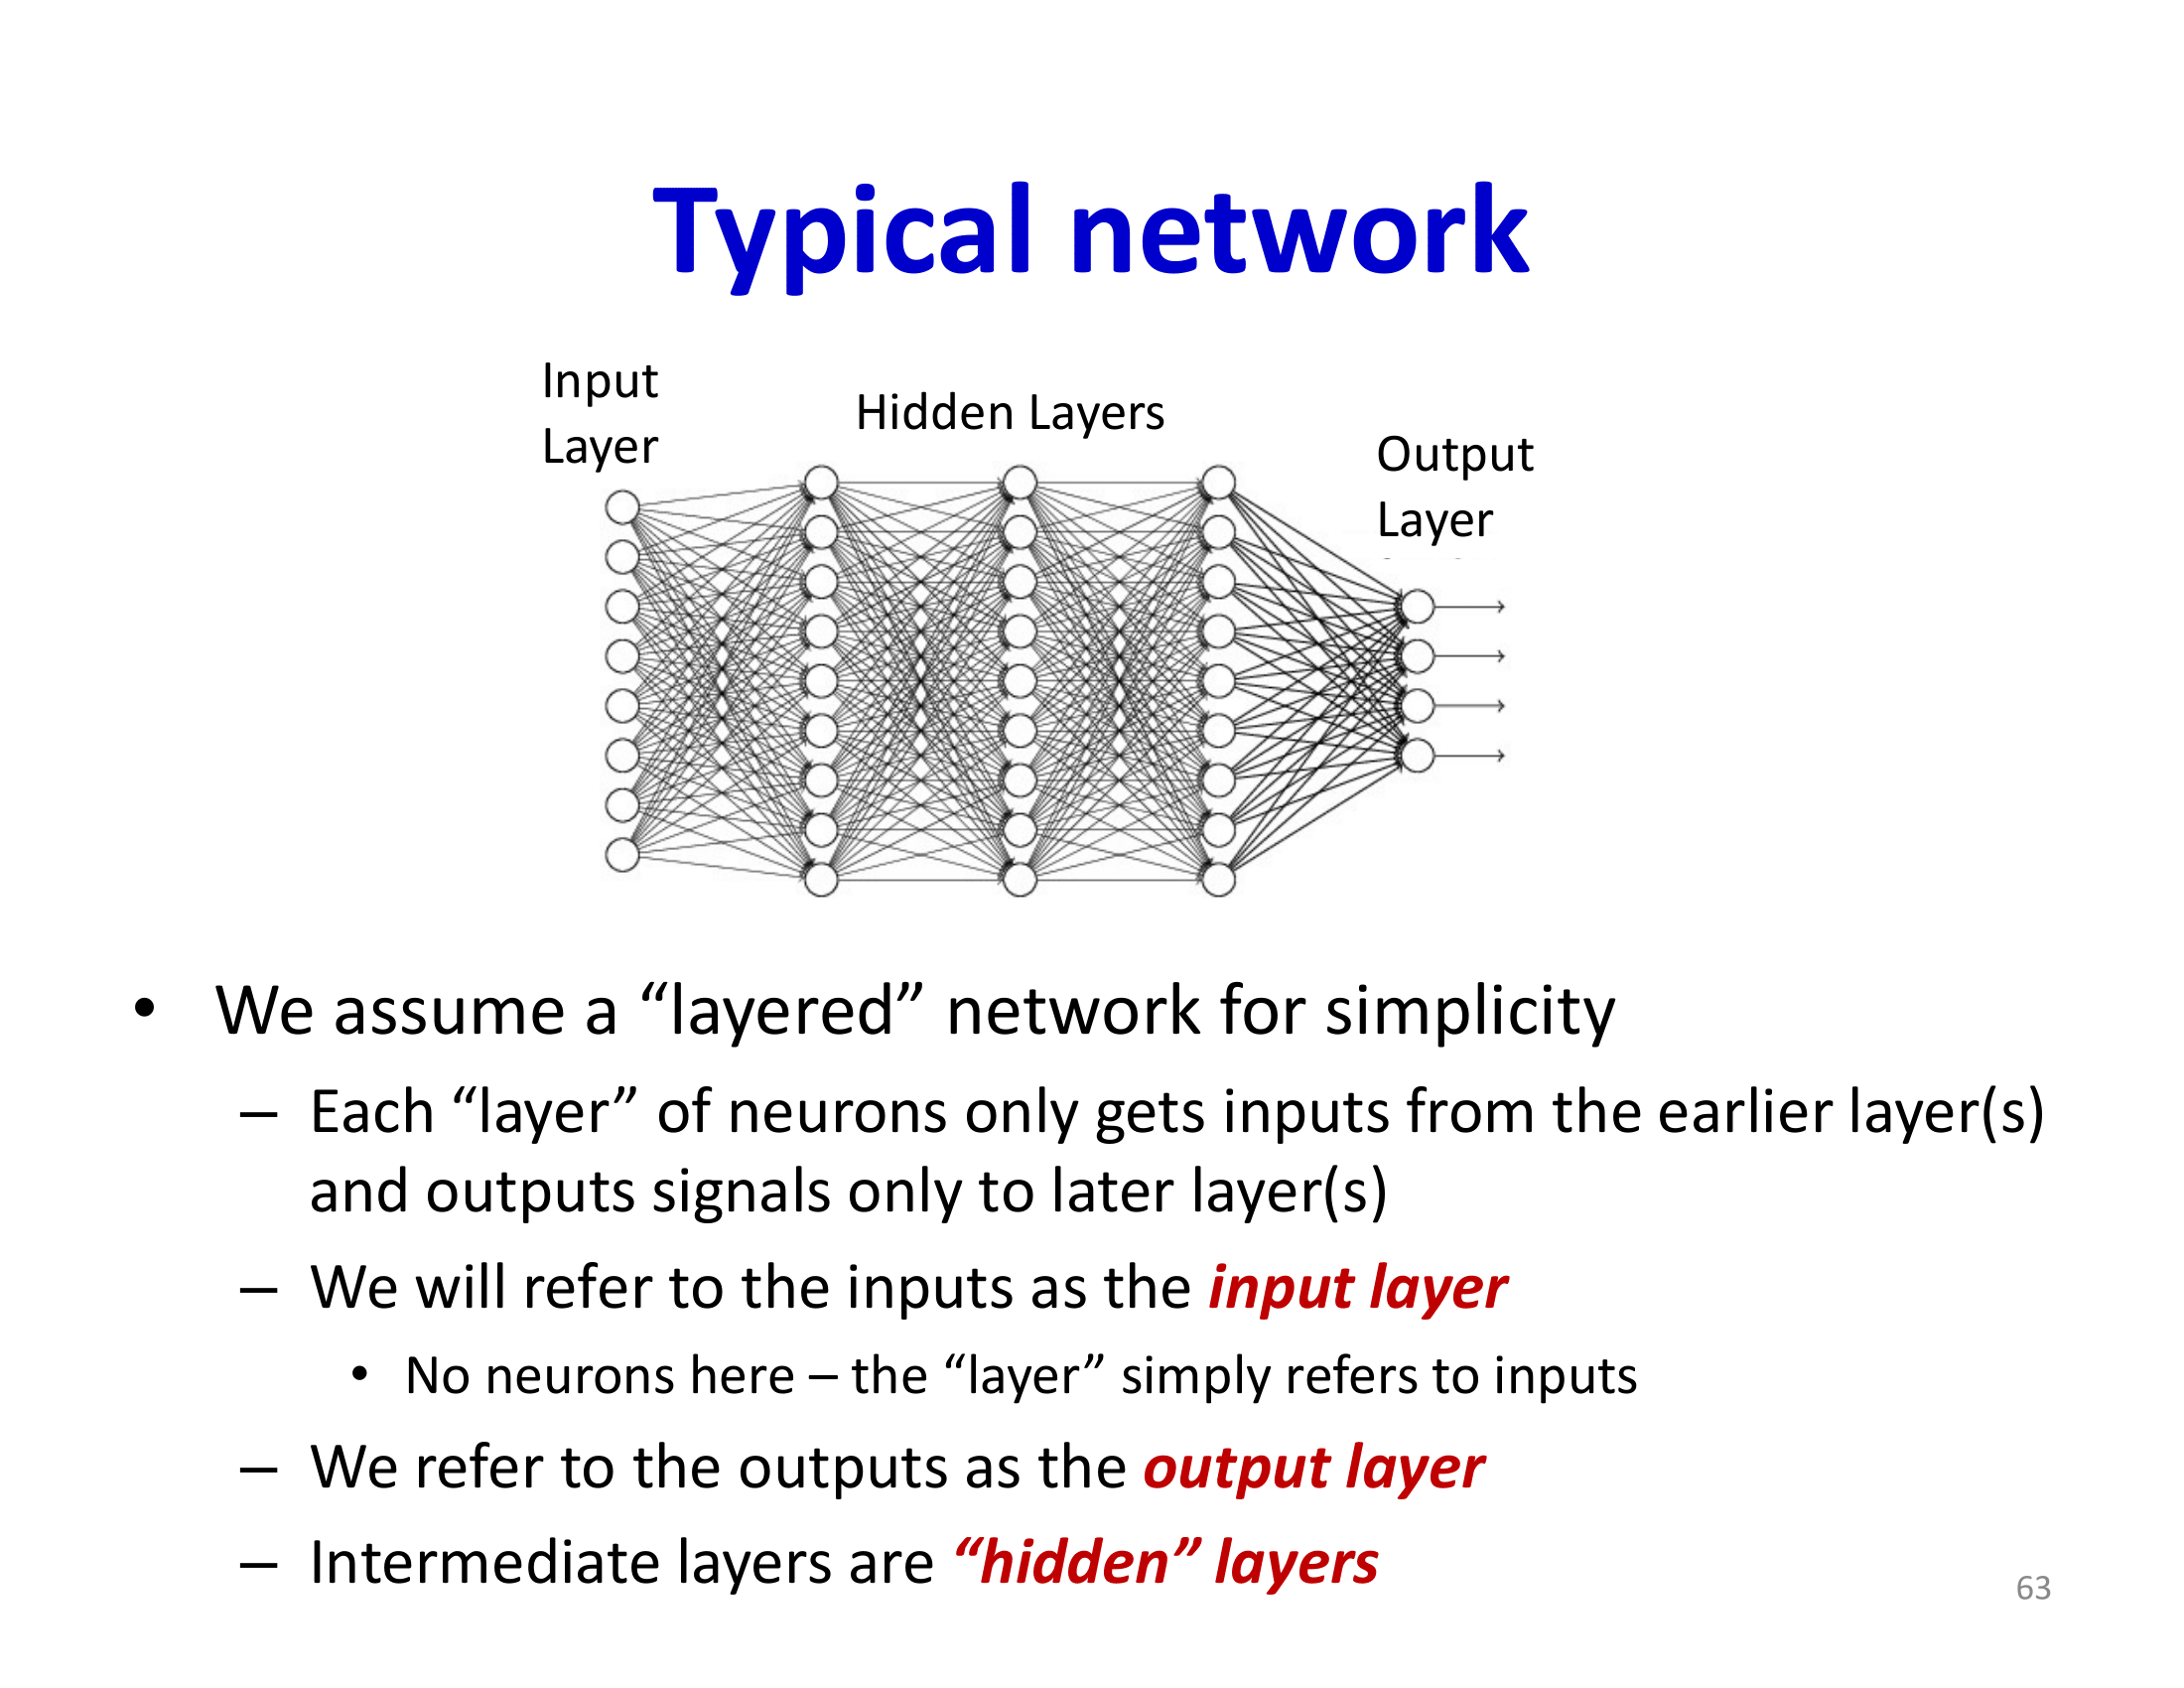 Typical network
Input
Layer
Hidden Layers
Output
Layer
• We assume a “layered” network for simplicity
– Each “layer” of neurons only gets inputs from the earlier layer(s)
and outputs signals only to later layer(s)
– We will refer to the inputs as the input layer
• No neurons here – the “layer” simply refers to inputs
– We refer to the outputs as the output layer
– Intermediate layers are “hidden” layers
63